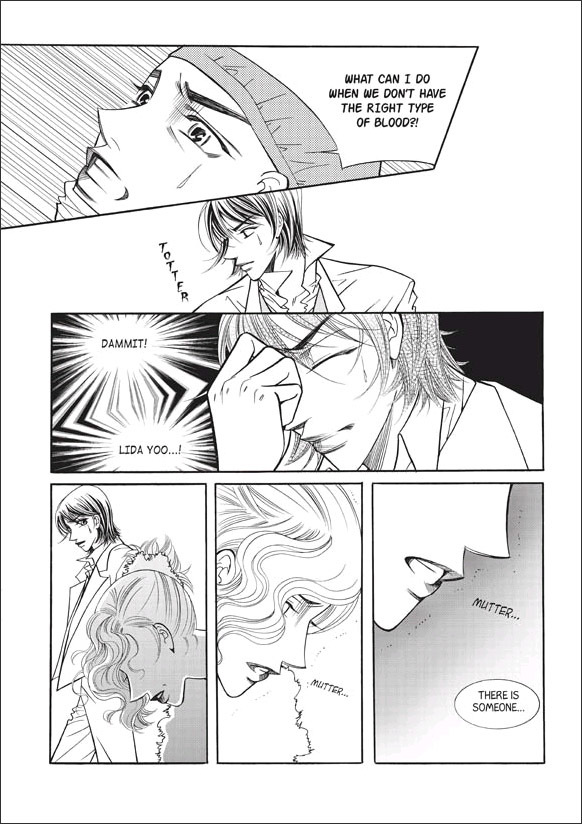 WHAT CAN I DO
WHEN WE DON'T HAVE
THE RIGHT TYPE
OF BLOOD?!
TOTTER
DAMMIT!
LIDA YOO...!
MUTTER...
MUTTER...
THERE IS
SOMEONE...